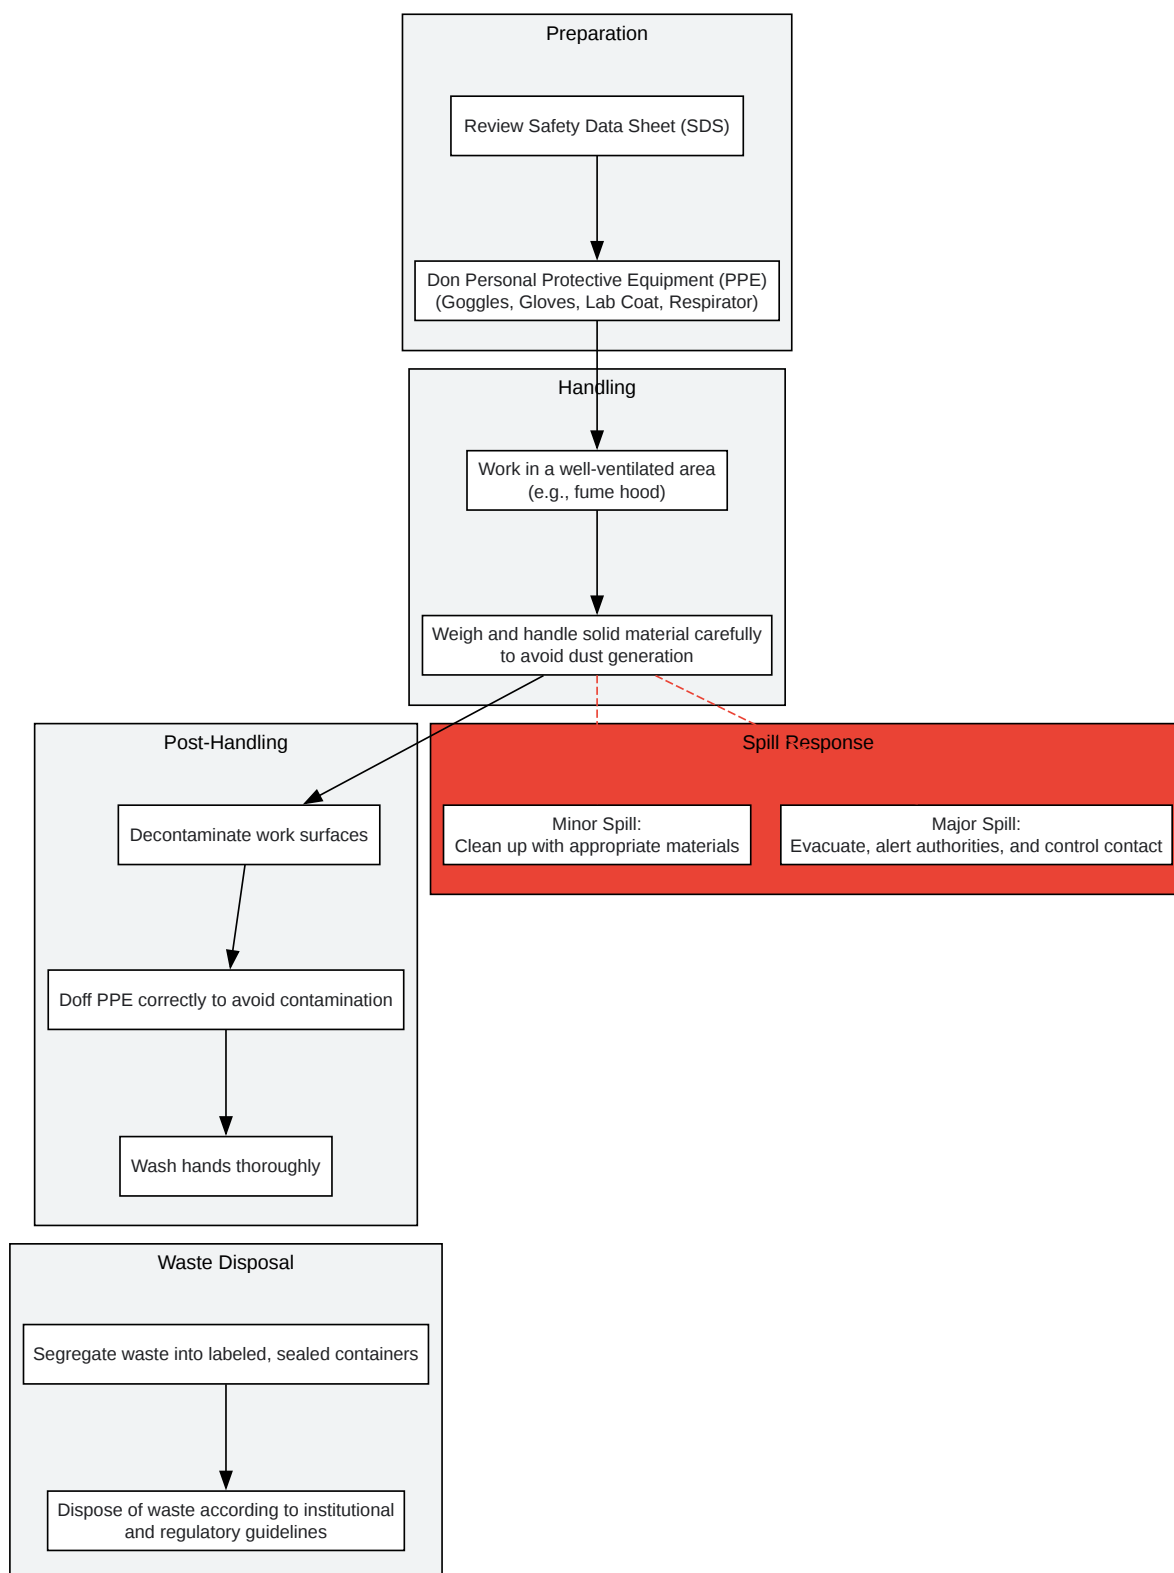 Preparation
Review Safety Data Sheet (SDS)
Don Personal Protective Equipment (PPE)
(Goggles, Gloves, Lab Coat, Respirator)
Handling
Work in a well-ventilated area
(e.g., fume hood)
Weigh and handle solid material carefully
to avoid dust generation
Post-Handling
Decontaminate work surfaces
Doff PPE correctly to avoid contamination
Wash hands thoroughly
Spill Response
Minor Spill:
Clean up with appropriate materials
Major Spill:
Evacuate, alert authorities, and control contact
Waste Disposal
Segregate waste into labeled, sealed containers
Dispose of waste according to institutional
and regulatory guidelines